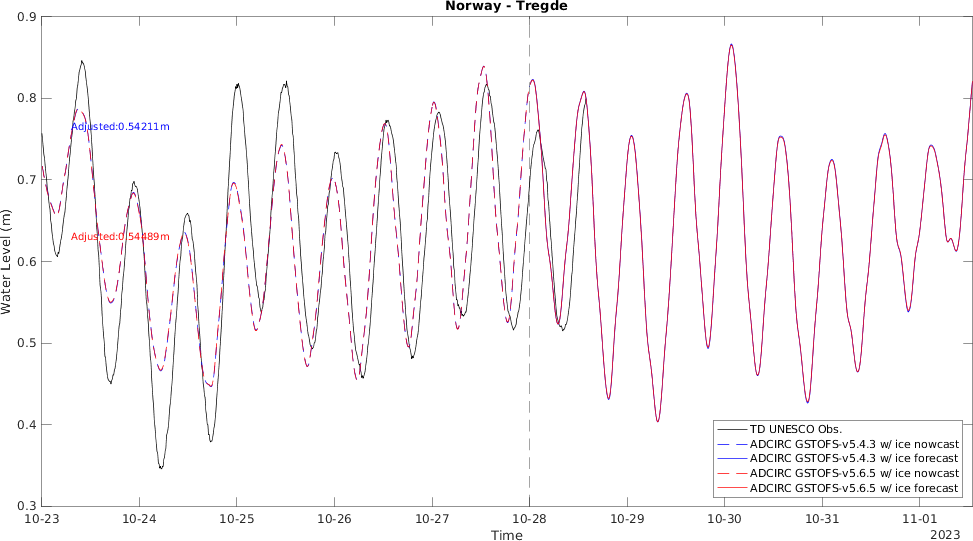 Norway - Tregde
0.9
0.8
0.7
0.6
0.5
0.4
0.3
Water Level (m)
Adjusted:0.54211m
Adjusted:0.54489m
TD UNESCO Obs.
ADCIRC GSTOFS-v5.4.3 w/ ice nowcast
ADCIRC GSTOFS-v5.4.3 w/ ice forecast
ADCIRC GSTOFS-v5.6.5 w/ ice nowcast
ADCIRC GSTOFS-v5.6.5 w/ ice forecast
10-23 10-24 10-25 10-26 10-27 10-28 10-29 10-30 10-31 11-01
Time
2023